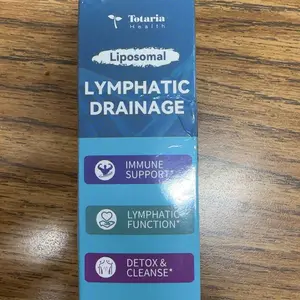 Totaria
Health
Liposomal
LYMPHATIC
DRAINAGE
IMMUNE
SUPPORT*
LYMPHATIC
FUNCTION*
DETOX &
CLEANSE*